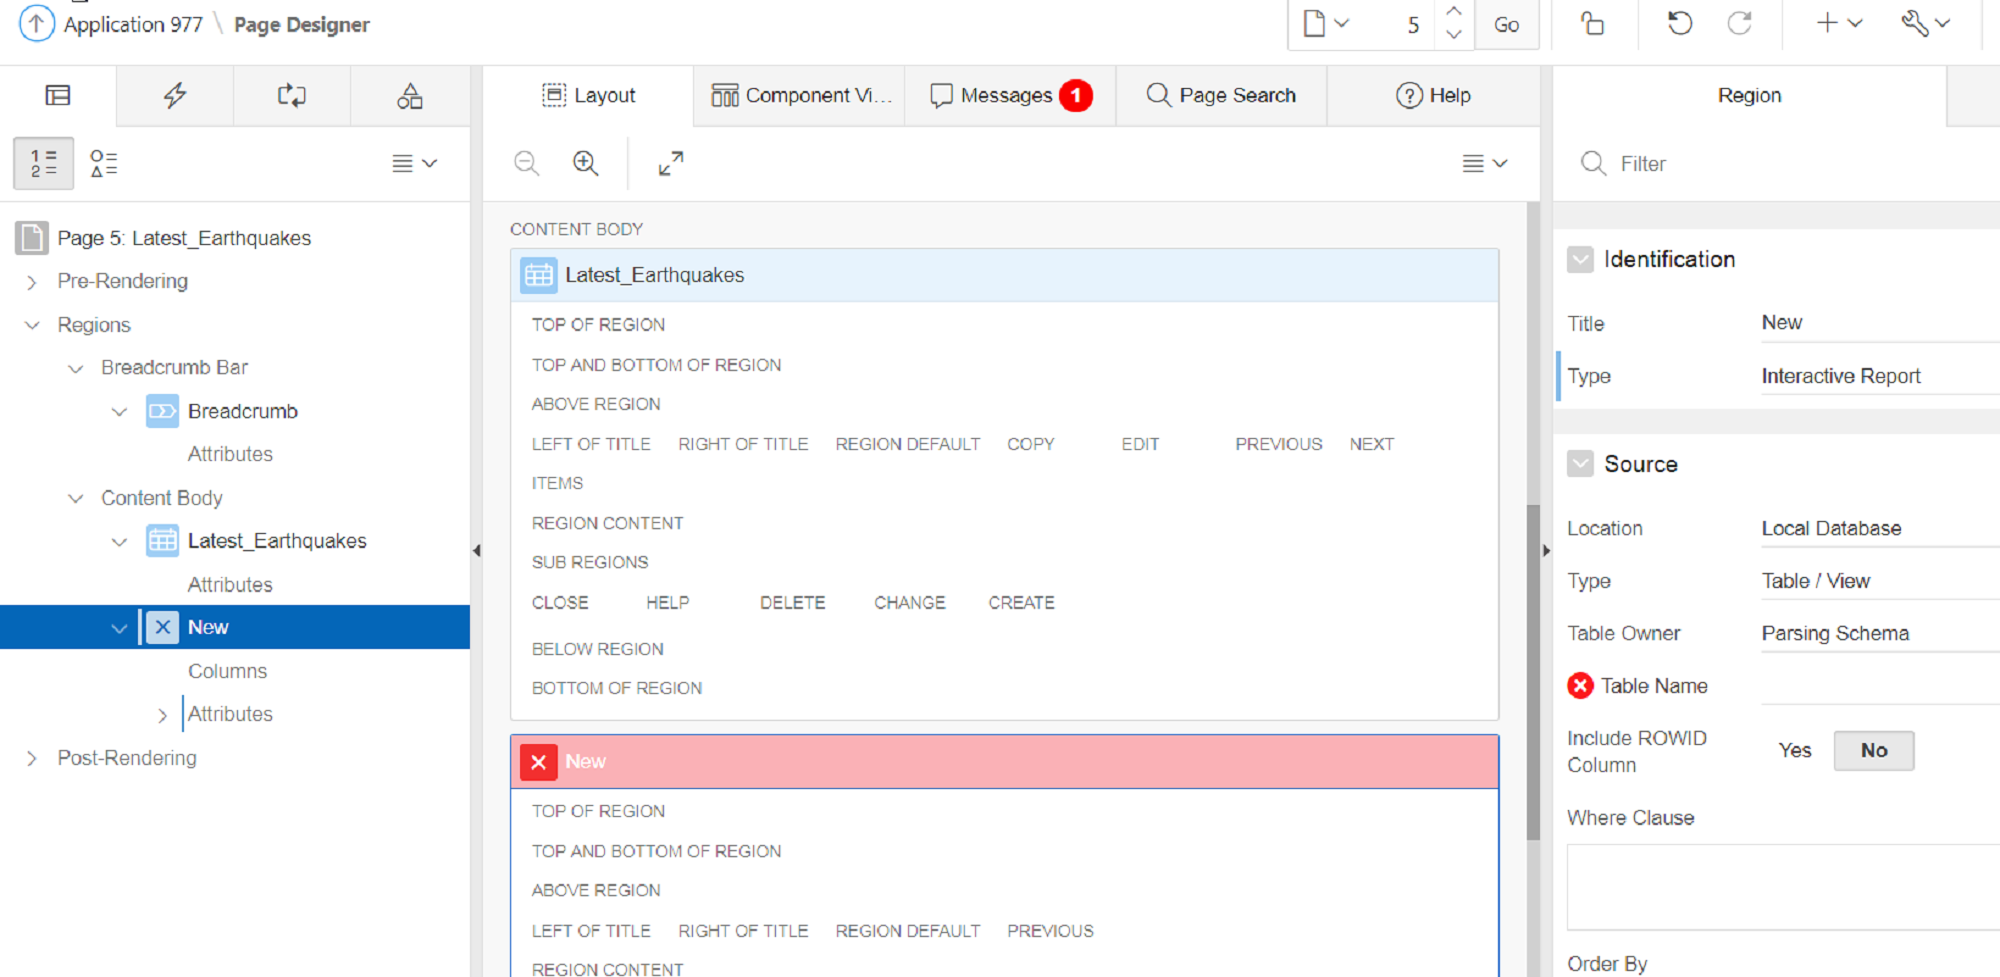 Application 977 \ Page Designer
5
Go
Layout
Component Vi...
Messages 1
Page Search
Help
Region
Filter
Page 5: Latest_Earthquakes
Pre-Rendering
Regions
Breadcrumb Bar
Breadcrumb
Attributes
Content Body
Latest_Earthquakes
Attributes
New
Columns
Attributes
Post-Rendering
CONTENT BODY
Latest_Earthquakes
TOP OF REGION
TOP AND BOTTOM OF REGION
ABOVE REGION
LEFT OF TITLE RIGHT OF TITLE REGION DEFAULT COPY EDIT PREVIOUS NEXT
ITEMS
REGION CONTENT
SUB REGIONS
CLOSE HELP DELETE CHANGE CREATE
BELOW REGION
BOTTOM OF REGION
New
TOP OF REGION
TOP AND BOTTOM OF REGION
ABOVE REGION
LEFT OF TITLE RIGHT OF TITLE REGION DEFAULT PREVIOUS
REGION CONTENT
Identification
Title New
Type Interactive Report
Source
Location Local Database
Type Table / View
Table Owner Parsing Schema
Table Name
Include ROWID
Column
Yes No
Where Clause
Order By